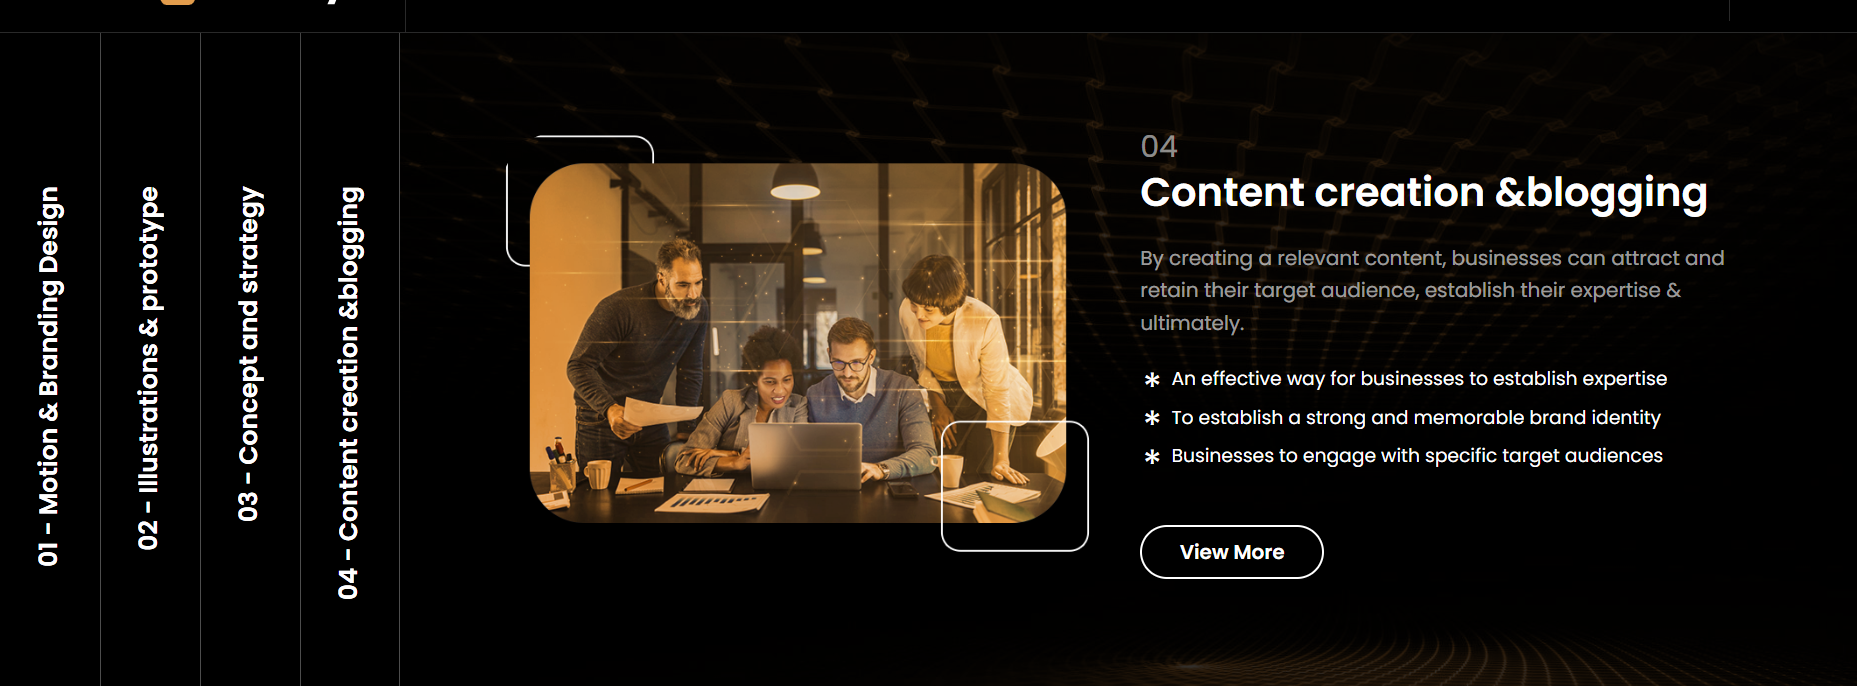 01 - Motion & Branding Design
02 - Illustrations & prototype
03 - Concept and strategy
04 - Content creation &blogging
04
Content creation &blogging
By creating a relevant content, businesses can attract and
retain their target audience, establish their expertise &
ultimately.
* An effective way for businesses to establish expertise
* To establish a strong and memorable brand identity
* Businesses to engage with specific target audiences
View More